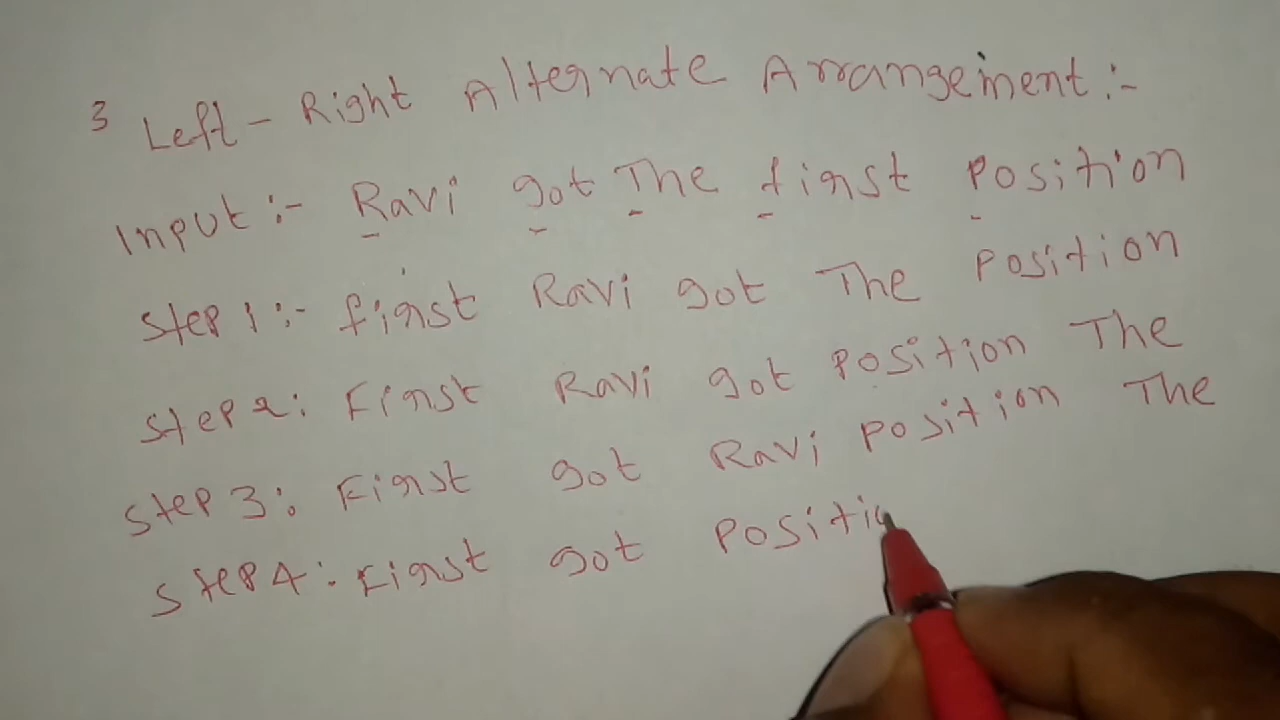 3 Left - Right Alternate Arrangement :-
Input :- Ravi got The first Position
Step 1 :- first Ravi got The Position
Step 2: First Ravi got Position The
Step 3: First got Ravi Position The
Step 4: First got Positio